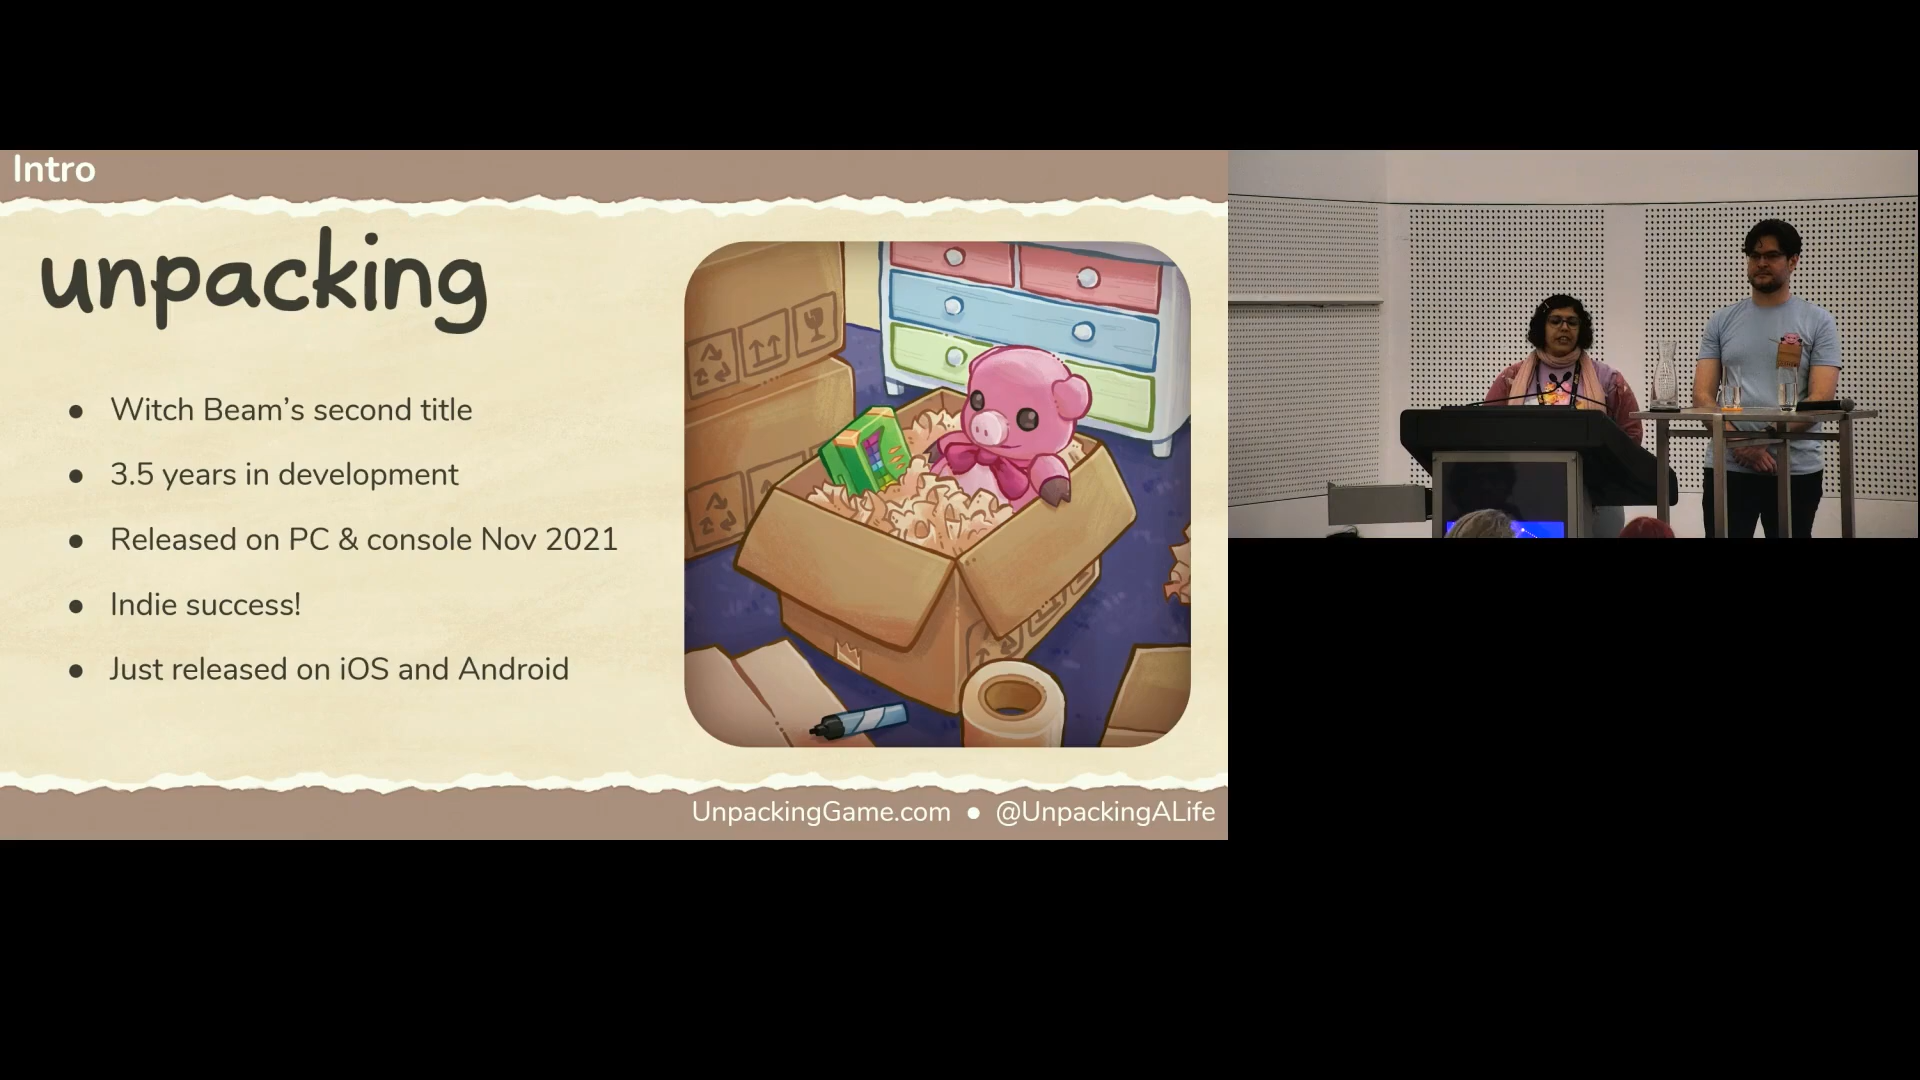 Intro
unpacking
● Witch Beam’s second title
● 3.5 years in development
● Released on PC & console Nov 2021
● Indie success!
● Just released on iOS and Android
UnpackingGame.com ● @UnpackingALife